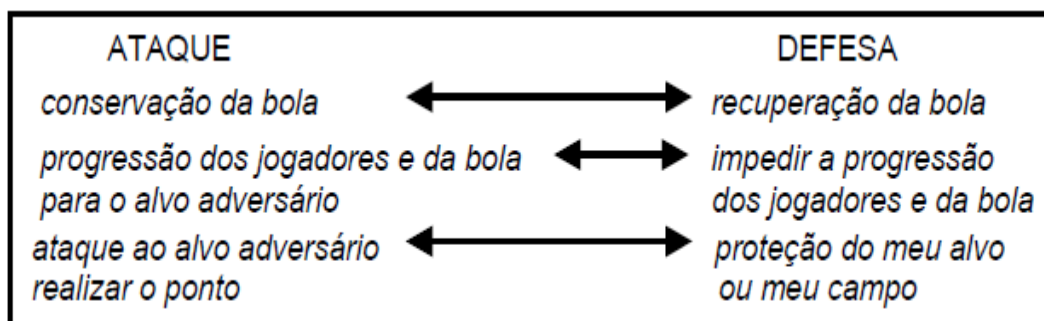 ATAQUE DEFESA
conservação da bola recuperação da bola
progressão dos jogadores e da bola impedir a progressão
para o alvo adversário dos jogadores e da bola
ataque ao alvo adversário proteção do meu alvo
realizar o ponto ou meu campo